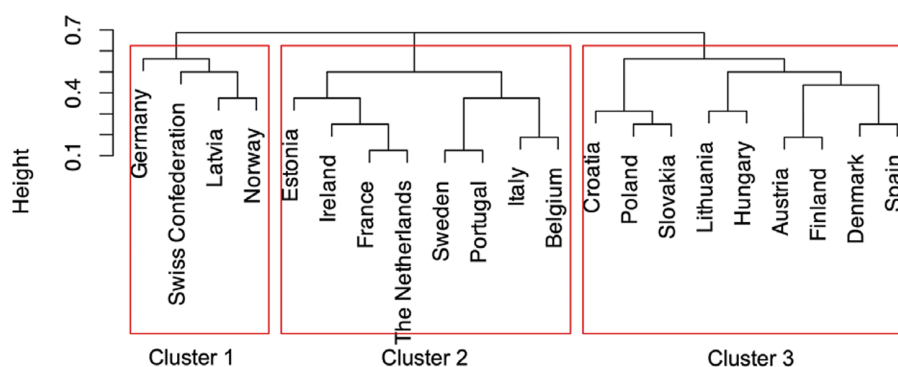 0.7
0.4
0.1
Height
Germany
Swiss Confederation
Latvia
Norway
Estonia
Ireland
France
The Netherlands
Sweden
Portugal
Italy
Belgium
Croatia
Poland
Slovakia
Lithuania
Hungary
Austria
Finland
Denmark
Spain
Cluster 1
Cluster 2
Cluster 3